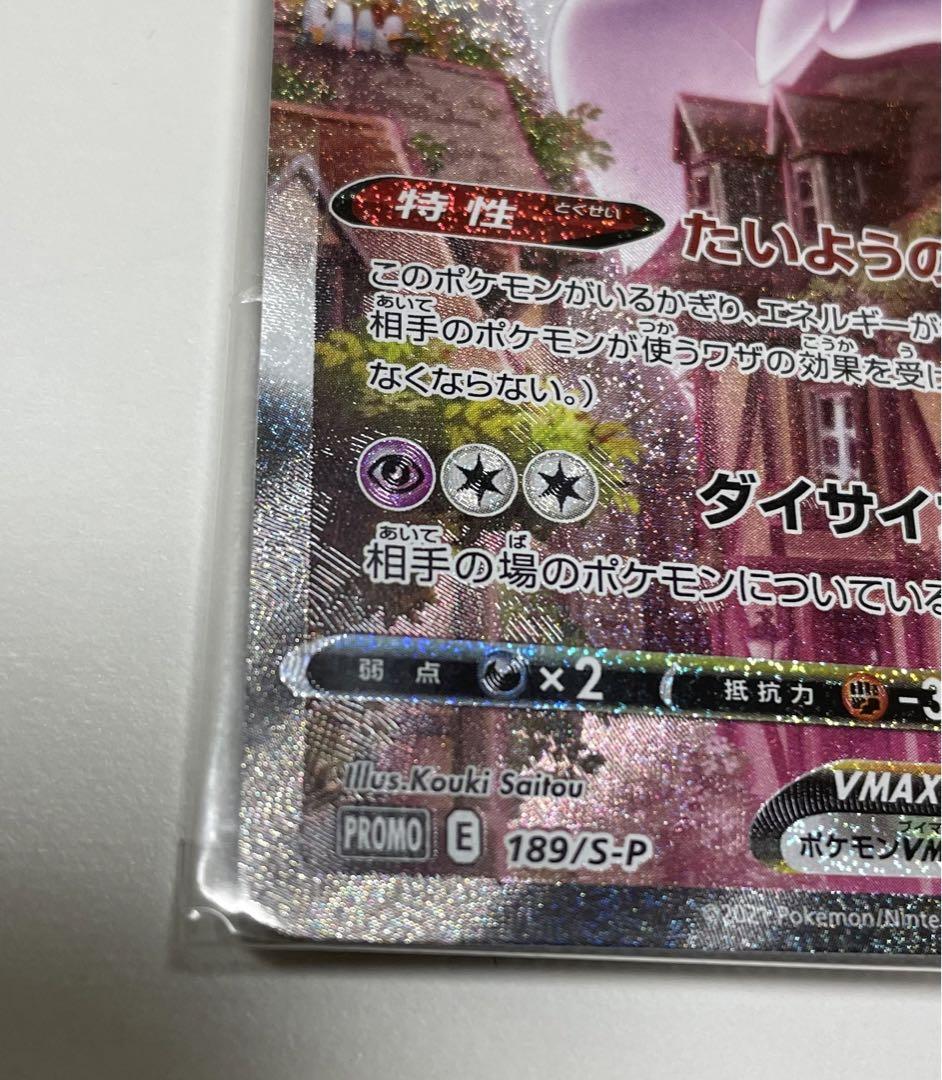 特性 とくせい
たいようの
このポケモンがいるかぎり、エネルギーが
あいて つか こうか う
相手のポケモンが使うワザの効果を受け
なくならない。)
ダイサイ
あいて ば
相手の場のポケモンについている
弱点 ×2 抵抗力 -3
Illus.Kouki Saitou
VMAX
PROMO E 189/S-P
ポケモンVM
©2021 Pokémon/Ninte